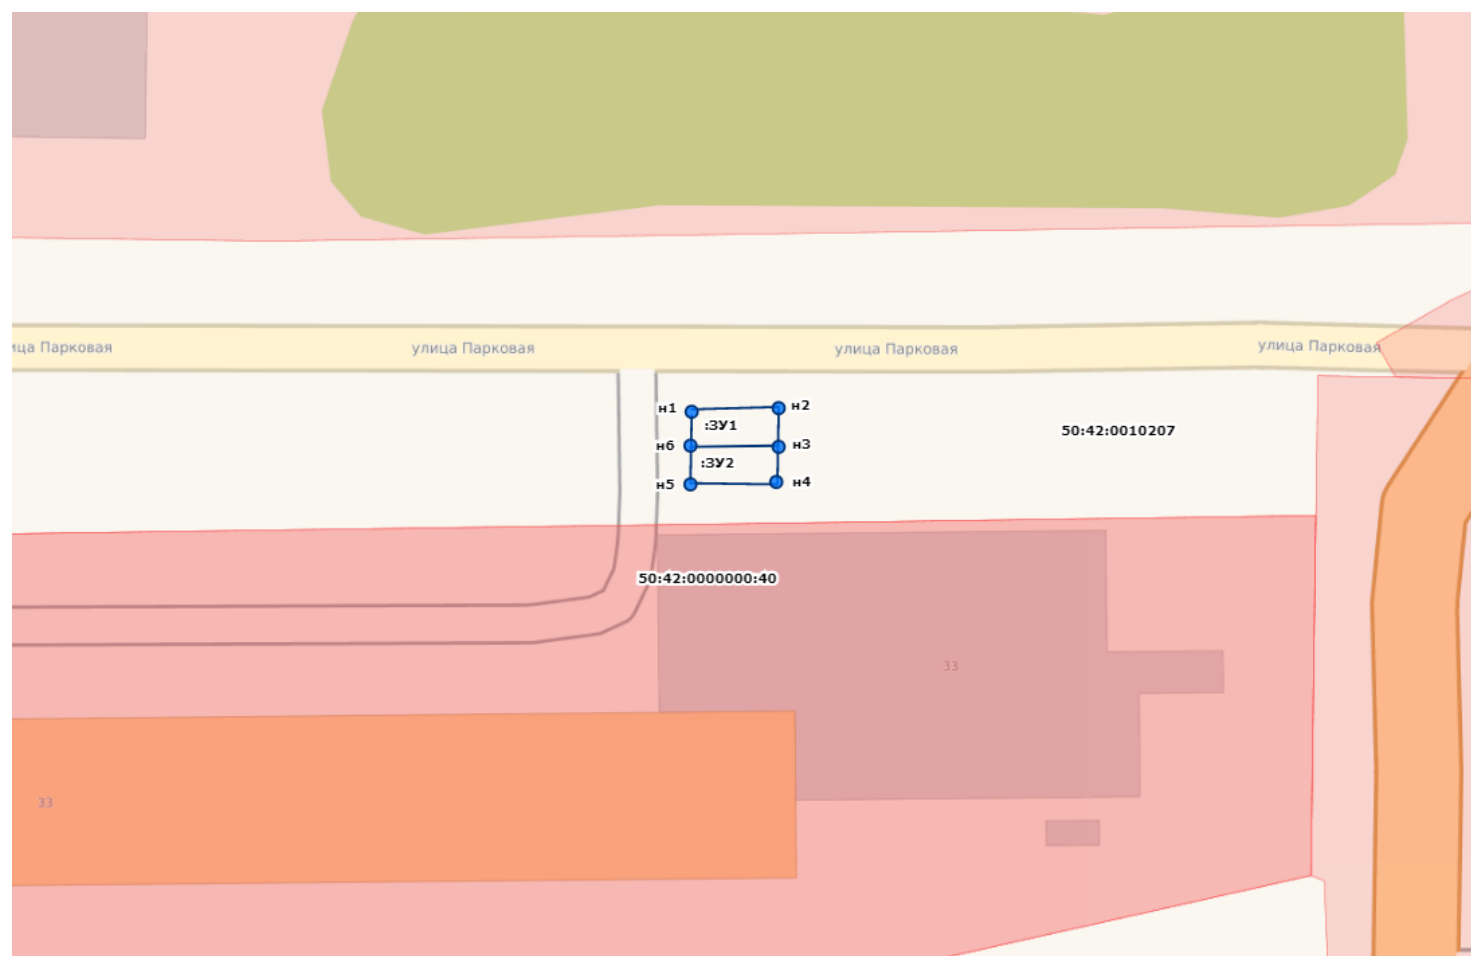 ица Парковая
улица Парковая
улица Парковая
улица Парковая
н1
н2
:ЗУ1
50:42:0010207
н6
н3
:ЗУ2
н5
н4
50:42:0000000:40
33
33